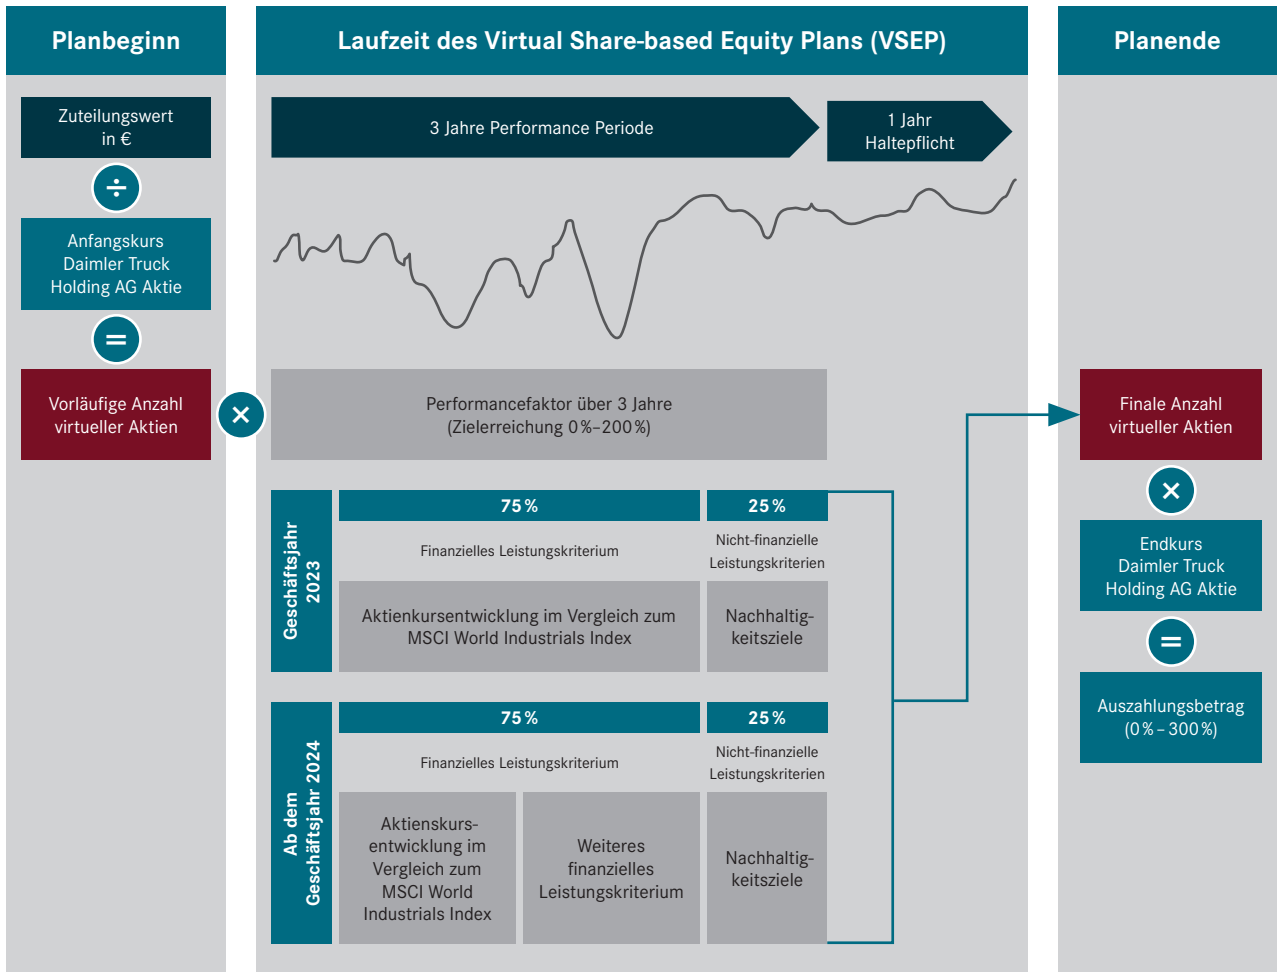 Planbeginn
Zuteilungswert
in €
÷
Anfangskurs
Daimler Truck
Holding AG Aktie
=
Vorläufige Anzahl
virtueller Aktien
×
Laufzeit des Virtual Share-based Equity Plans (VSEP)
3 Jahre Performance Periode
1 Jahr
Haltepflicht
Performancefaktor über 3 Jahre
(Zielerreichung 0 %–200 %)
Geschäftsjahr
2023
75 %
Finanzielles Leistungskriterium
Aktienkursentwicklung im Vergleich zum
MSCI World Industrials Index
25 %
Nicht-finanzielle
Leistungskriterien
Nachhaltig-
keitsziele
Ab dem
Geschäftsjahr 2024
75 %
Finanzielles Leistungskriterium
Aktienskurs-
entwicklung im
Vergleich zum
MSCI World
Industrials Index
Weiteres
finanzielles
Leistungskriterium
25 %
Nicht-finanzielle
Leistungskriterien
Nachhaltig-
keitsziele
Planende
Finale Anzahl
virtueller Aktien
×
Endkurs
Daimler Truck
Holding AG Aktie
=
Auszahlungsbetrag
(0 % – 300 %)